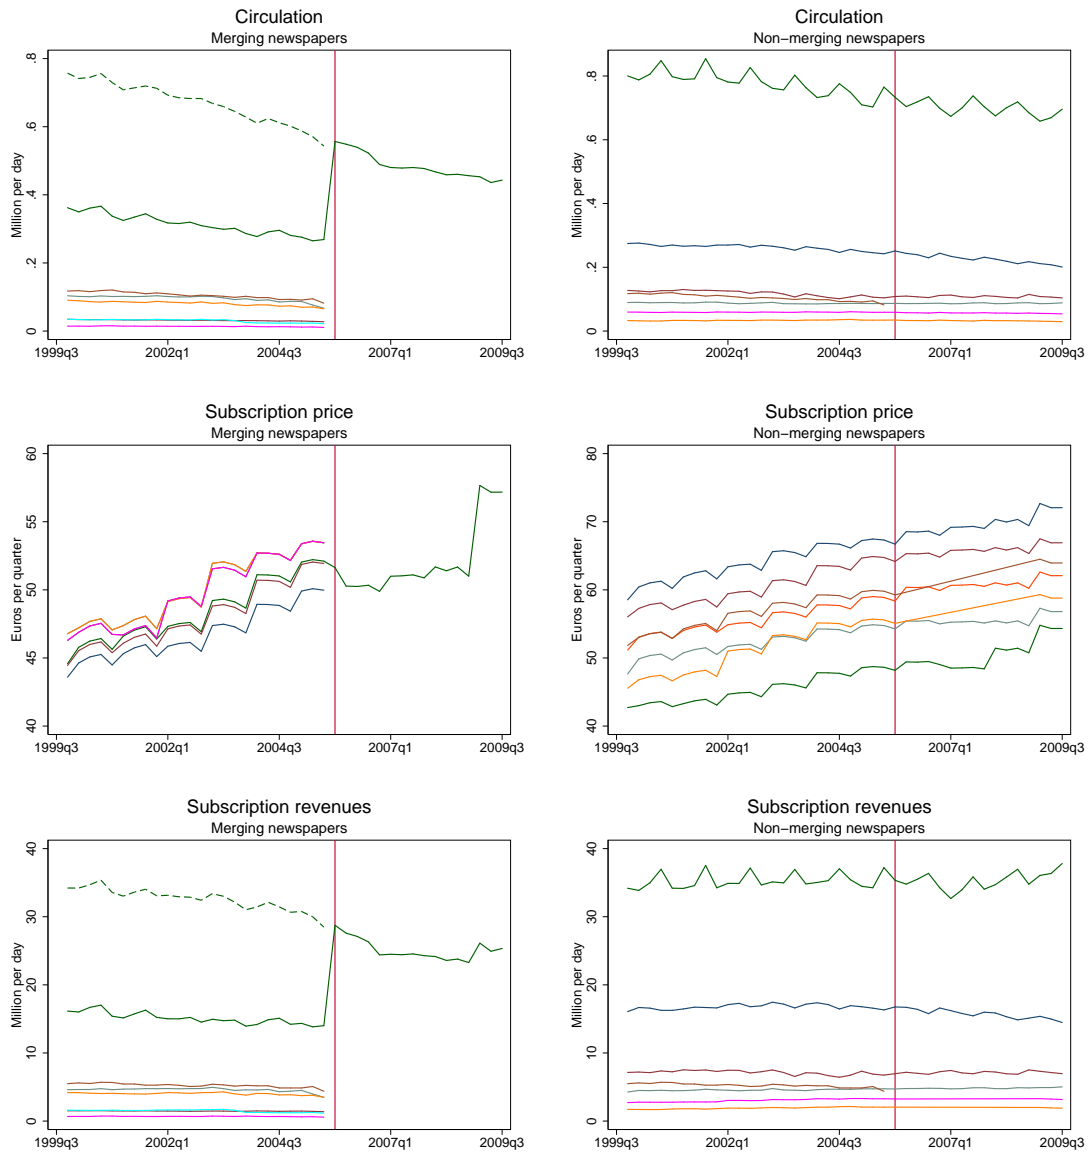 Circulation
Merging newspapers
Million per day
.8
.6
.4
.2
0
1999q3 2002q1 2004q3 2007q1 2009q3
Circulation
Non−merging newspapers
Million per day
.8
.6
.4
.2
0
1999q3 2002q1 2004q3 2007q1 2009q3
Subscription price
Merging newspapers
Euros per quarter
60
55
50
45
40
1999q3 2002q1 2004q3 2007q1 2009q3
Subscription price
Non−merging newspapers
Euros per quarter
80
70
60
50
40
1999q3 2002q1 2004q3 2007q1 2009q3
Subscription revenues
Merging newspapers
Million per day
40
30
20
10
0
1999q3 2002q1 2004q3 2007q1 2009q3
Subscription revenues
Non−merging newspapers
Million per day
40
30
20
10
0
1999q3 2002q1 2004q3 2007q1 2009q3